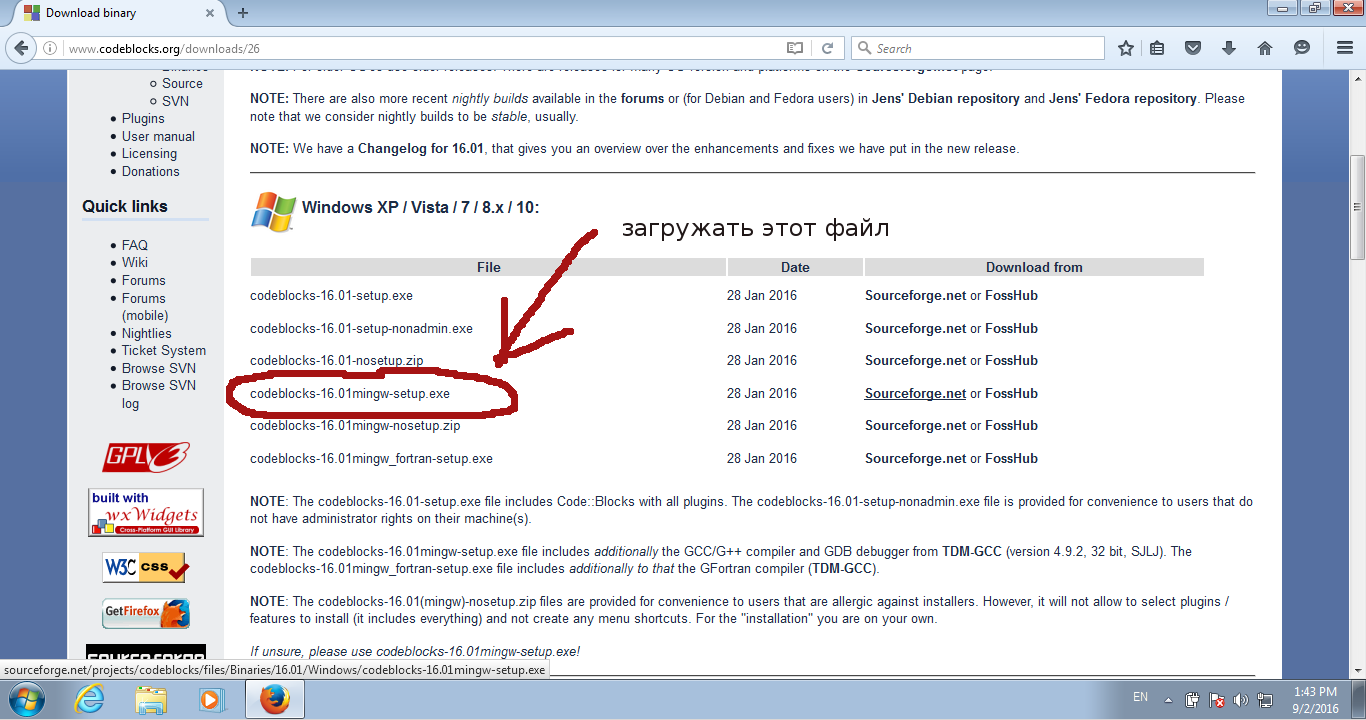 Download binary
www.codeblocks.org/downloads/26
Search
Source
SVN
Plugins
User manual
Licensing
Donations
Quick links
FAQ
Wiki
Forums
Forums
(mobile)
Nightlies
Ticket System
Browse SVN
Browse SVN
log
GPL v3
built with
wxWidgets
Cross-Platform GUI Library
W3C css
GetFirefox
NOTE: There are also more recent nightly builds available in the forums or (for Debian and Fedora users) in Jens' Debian repository and Jens' Fedora repository. Please
note that we consider nightly builds to be stable, usually.
NOTE: We have a Changelog for 16.01, that gives you an overview over the enhancements and fixes we have put in the new release.
Windows XP / Vista / 7 / 8.x / 10:
загружать этот файл
File Date Download from
codeblocks-16.01-setup.exe 28 Jan 2016 Sourceforge.net or FossHub
codeblocks-16.01-setup-nonadmin.exe 28 Jan 2016 Sourceforge.net or FossHub
codeblocks-16.01-nosetup.zip 28 Jan 2016 Sourceforge.net or FossHub
codeblocks-16.01mingw-setup.exe 28 Jan 2016 Sourceforge.net or FossHub
codeblocks-16.01mingw-nosetup.zip 28 Jan 2016 Sourceforge.net or FossHub
codeblocks-16.01mingw_fortran-setup.exe 28 Jan 2016 Sourceforge.net or FossHub
NOTE: The codeblocks-16.01-setup.exe file includes Code::Blocks with all plugins. The codeblocks-16.01-setup-nonadmin.exe file is provided for convenience to users that do
not have administrator rights on their machine(s).
NOTE: The codeblocks-16.01mingw-setup.exe file includes additionally the GCC/G++ compiler and GDB debugger from TDM-GCC (version 4.9.2, 32 bit, SJLJ). The
codeblocks-16.01mingw_fortran-setup.exe file includes additionally to that the GFortran compiler (TDM-GCC).
NOTE: The codeblocks-16.01(mingw)-nosetup.zip files are provided for convenience to users that are allergic against installers. However, it will not allow to select plugins /
features to install (it includes everything) and not create any menu shortcuts. For the "installation" you are on your own.
If unsure, please use codeblocks-16.01mingw-setup.exe!
sourceforge.net/projects/codeblocks/files/Binaries/16.01/Windows/codeblocks-16.01mingw-setup.exe
EN
1:43 PM
9/2/2016